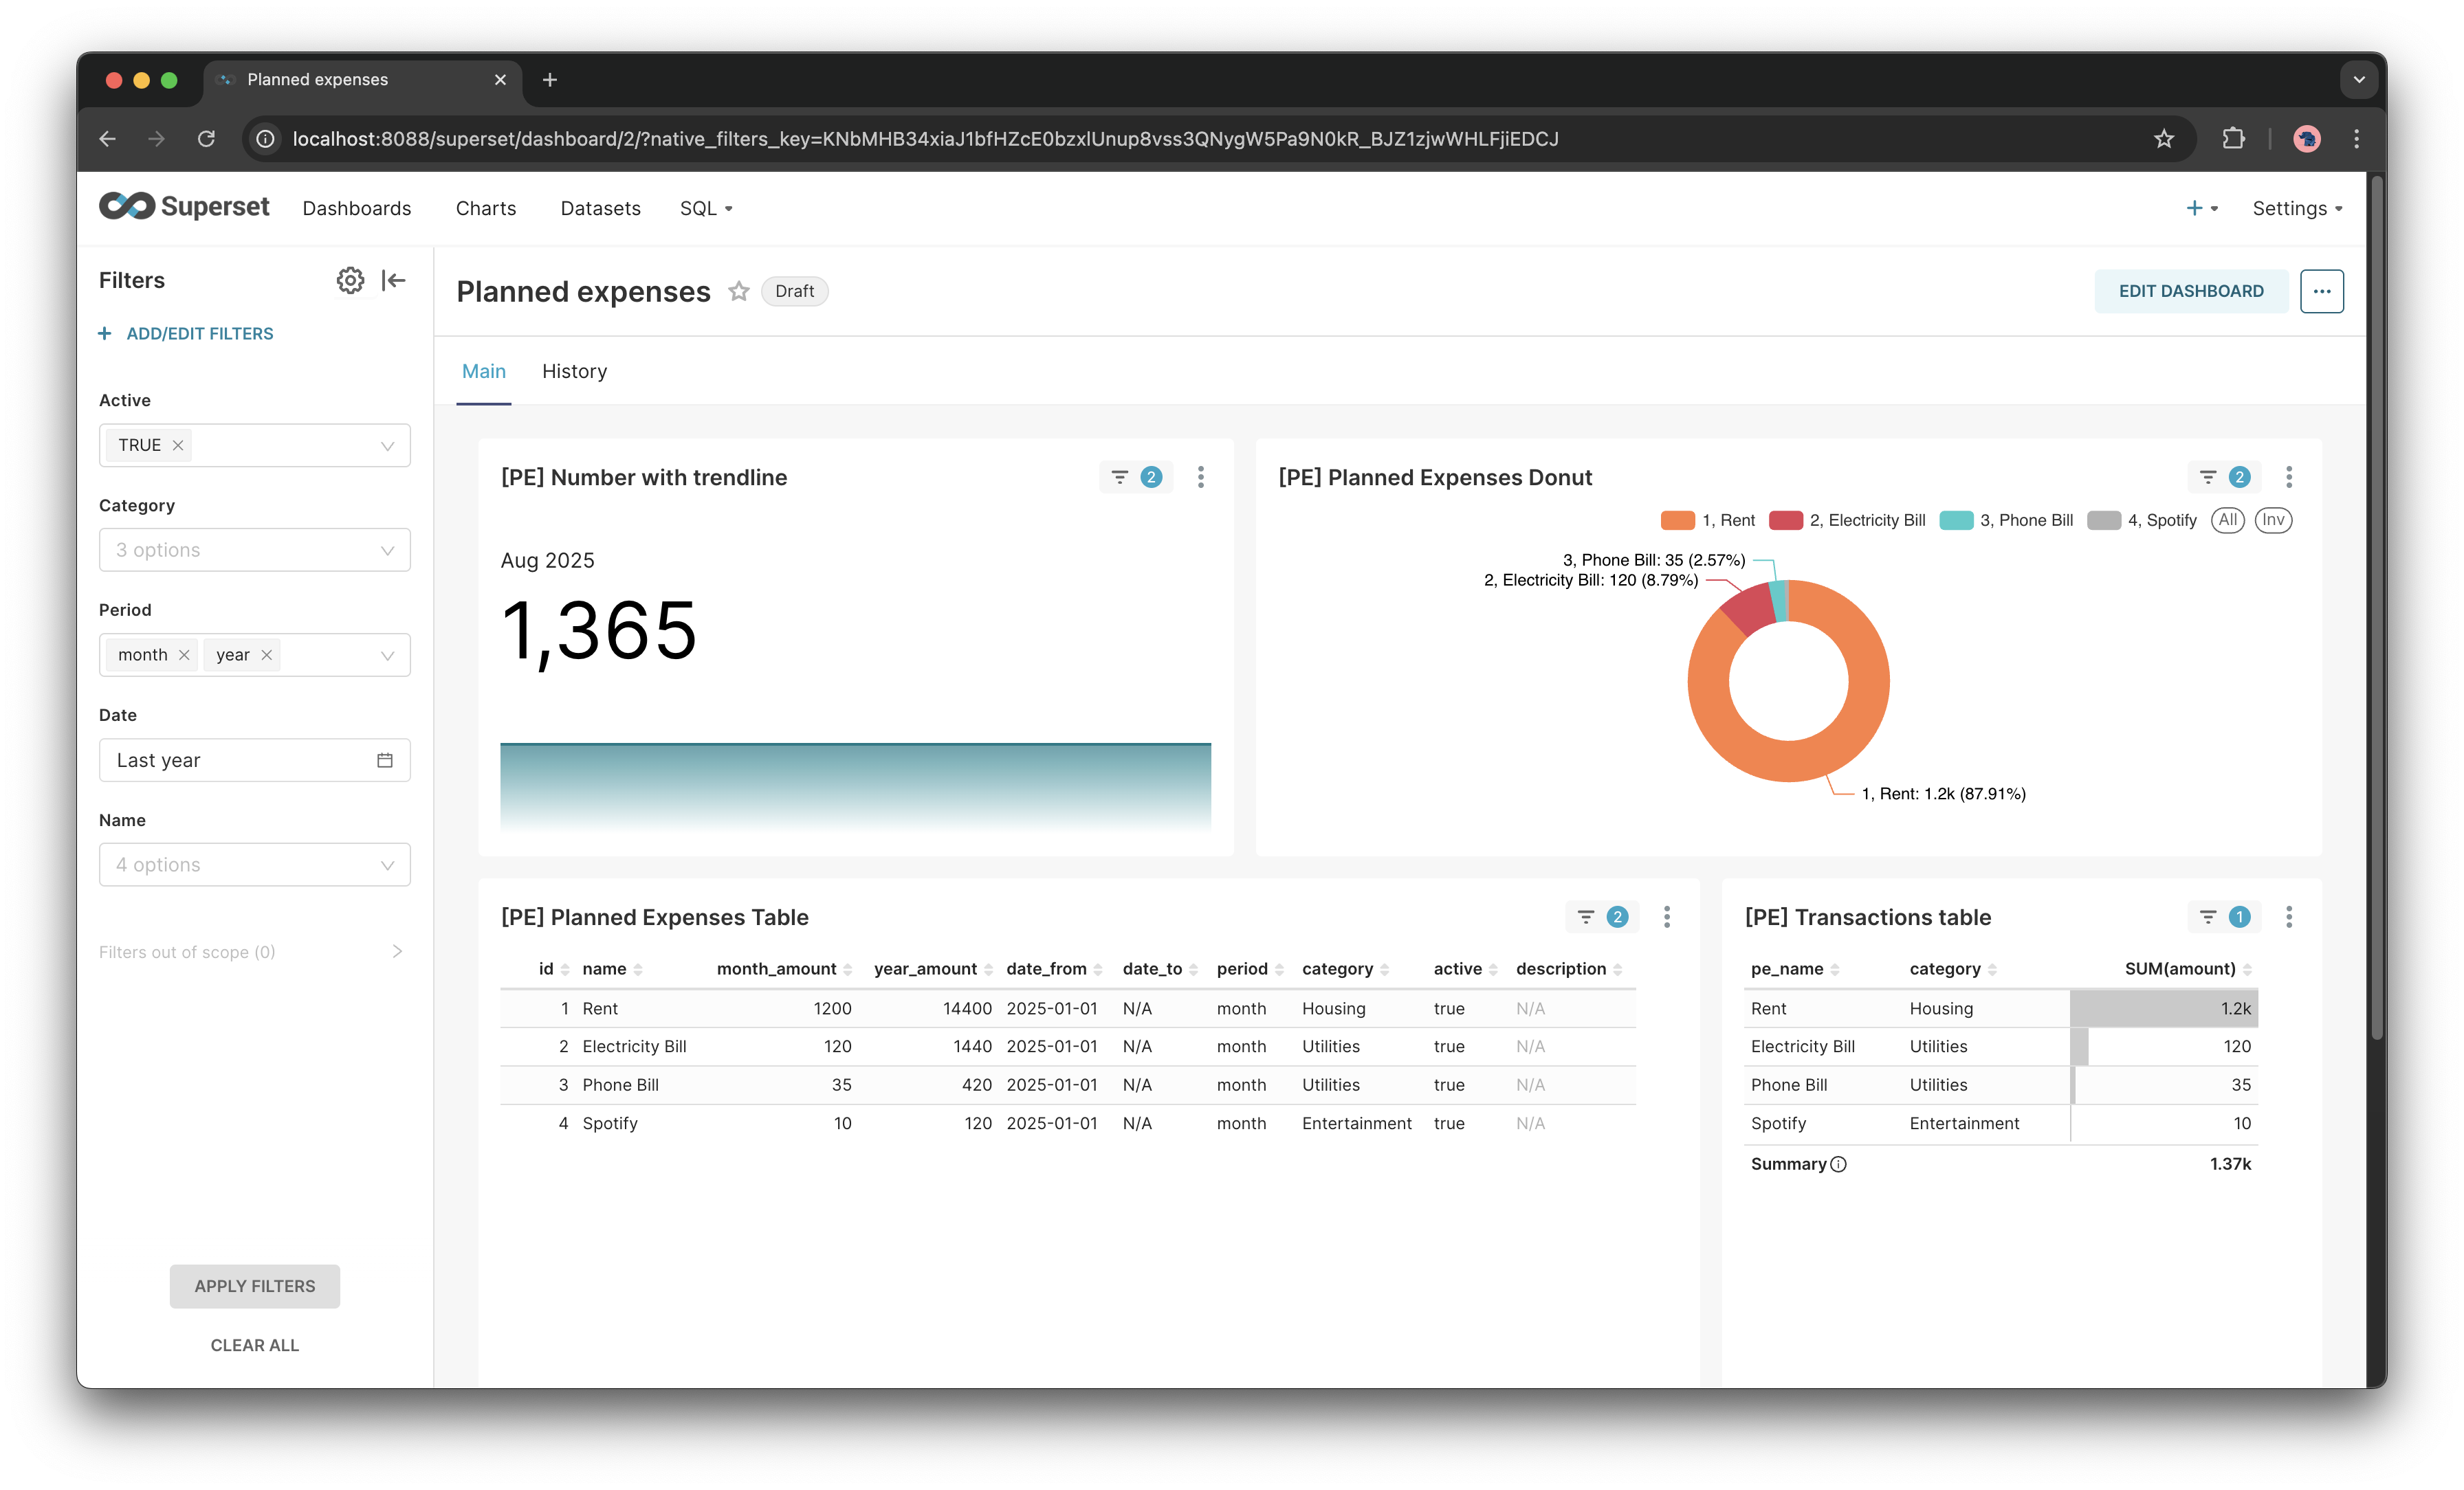 Planned expenses
localhost:8088/superset/dashboard/2/?native_filters_key=KNbMHB34xiaJ1bfHZcE0bzxlUnup8vss3QNygW5Pa9N0kR_BJZ1zjwWHLFjiEDCJ
Superset Dashboards Charts Datasets SQL Settings
Filters
ADD/EDIT FILTERS
Active
TRUE
Category
3 options
Period
month year
Date
Last year
Name
4 options
Filters out of scope (0)
APPLY FILTERS
CLEAR ALL
Planned expenses Draft EDIT DASHBOARD
Main History
[PE] Number with trendline 2
Aug 2025
1,365
[PE] Planned Expenses Donut 2
1, Rent 2, Electricity Bill 3, Phone Bill 4, Spotify All Inv
3, Phone Bill: 35 (2.57%)
2, Electricity Bill: 120 (8.79%)
1, Rent: 1.2k (87.91%)
[PE] Planned Expenses Table 2
id name month_amount year_amount date_from date_to period category active description
1 Rent 1200 14400 2025-01-01 N/A month Housing true N/A
2 Electricity Bill 120 1440 2025-01-01 N/A month Utilities true N/A
3 Phone Bill 35 420 2025-01-01 N/A month Utilities true N/A
4 Spotify 10 120 2025-01-01 N/A month Entertainment true N/A
[PE] Transactions table 1
pe_name category SUM(amount)
Rent Housing 1.2k
Electricity Bill Utilities 120
Phone Bill Utilities 35
Spotify Entertainment 10
Summary 1.37k